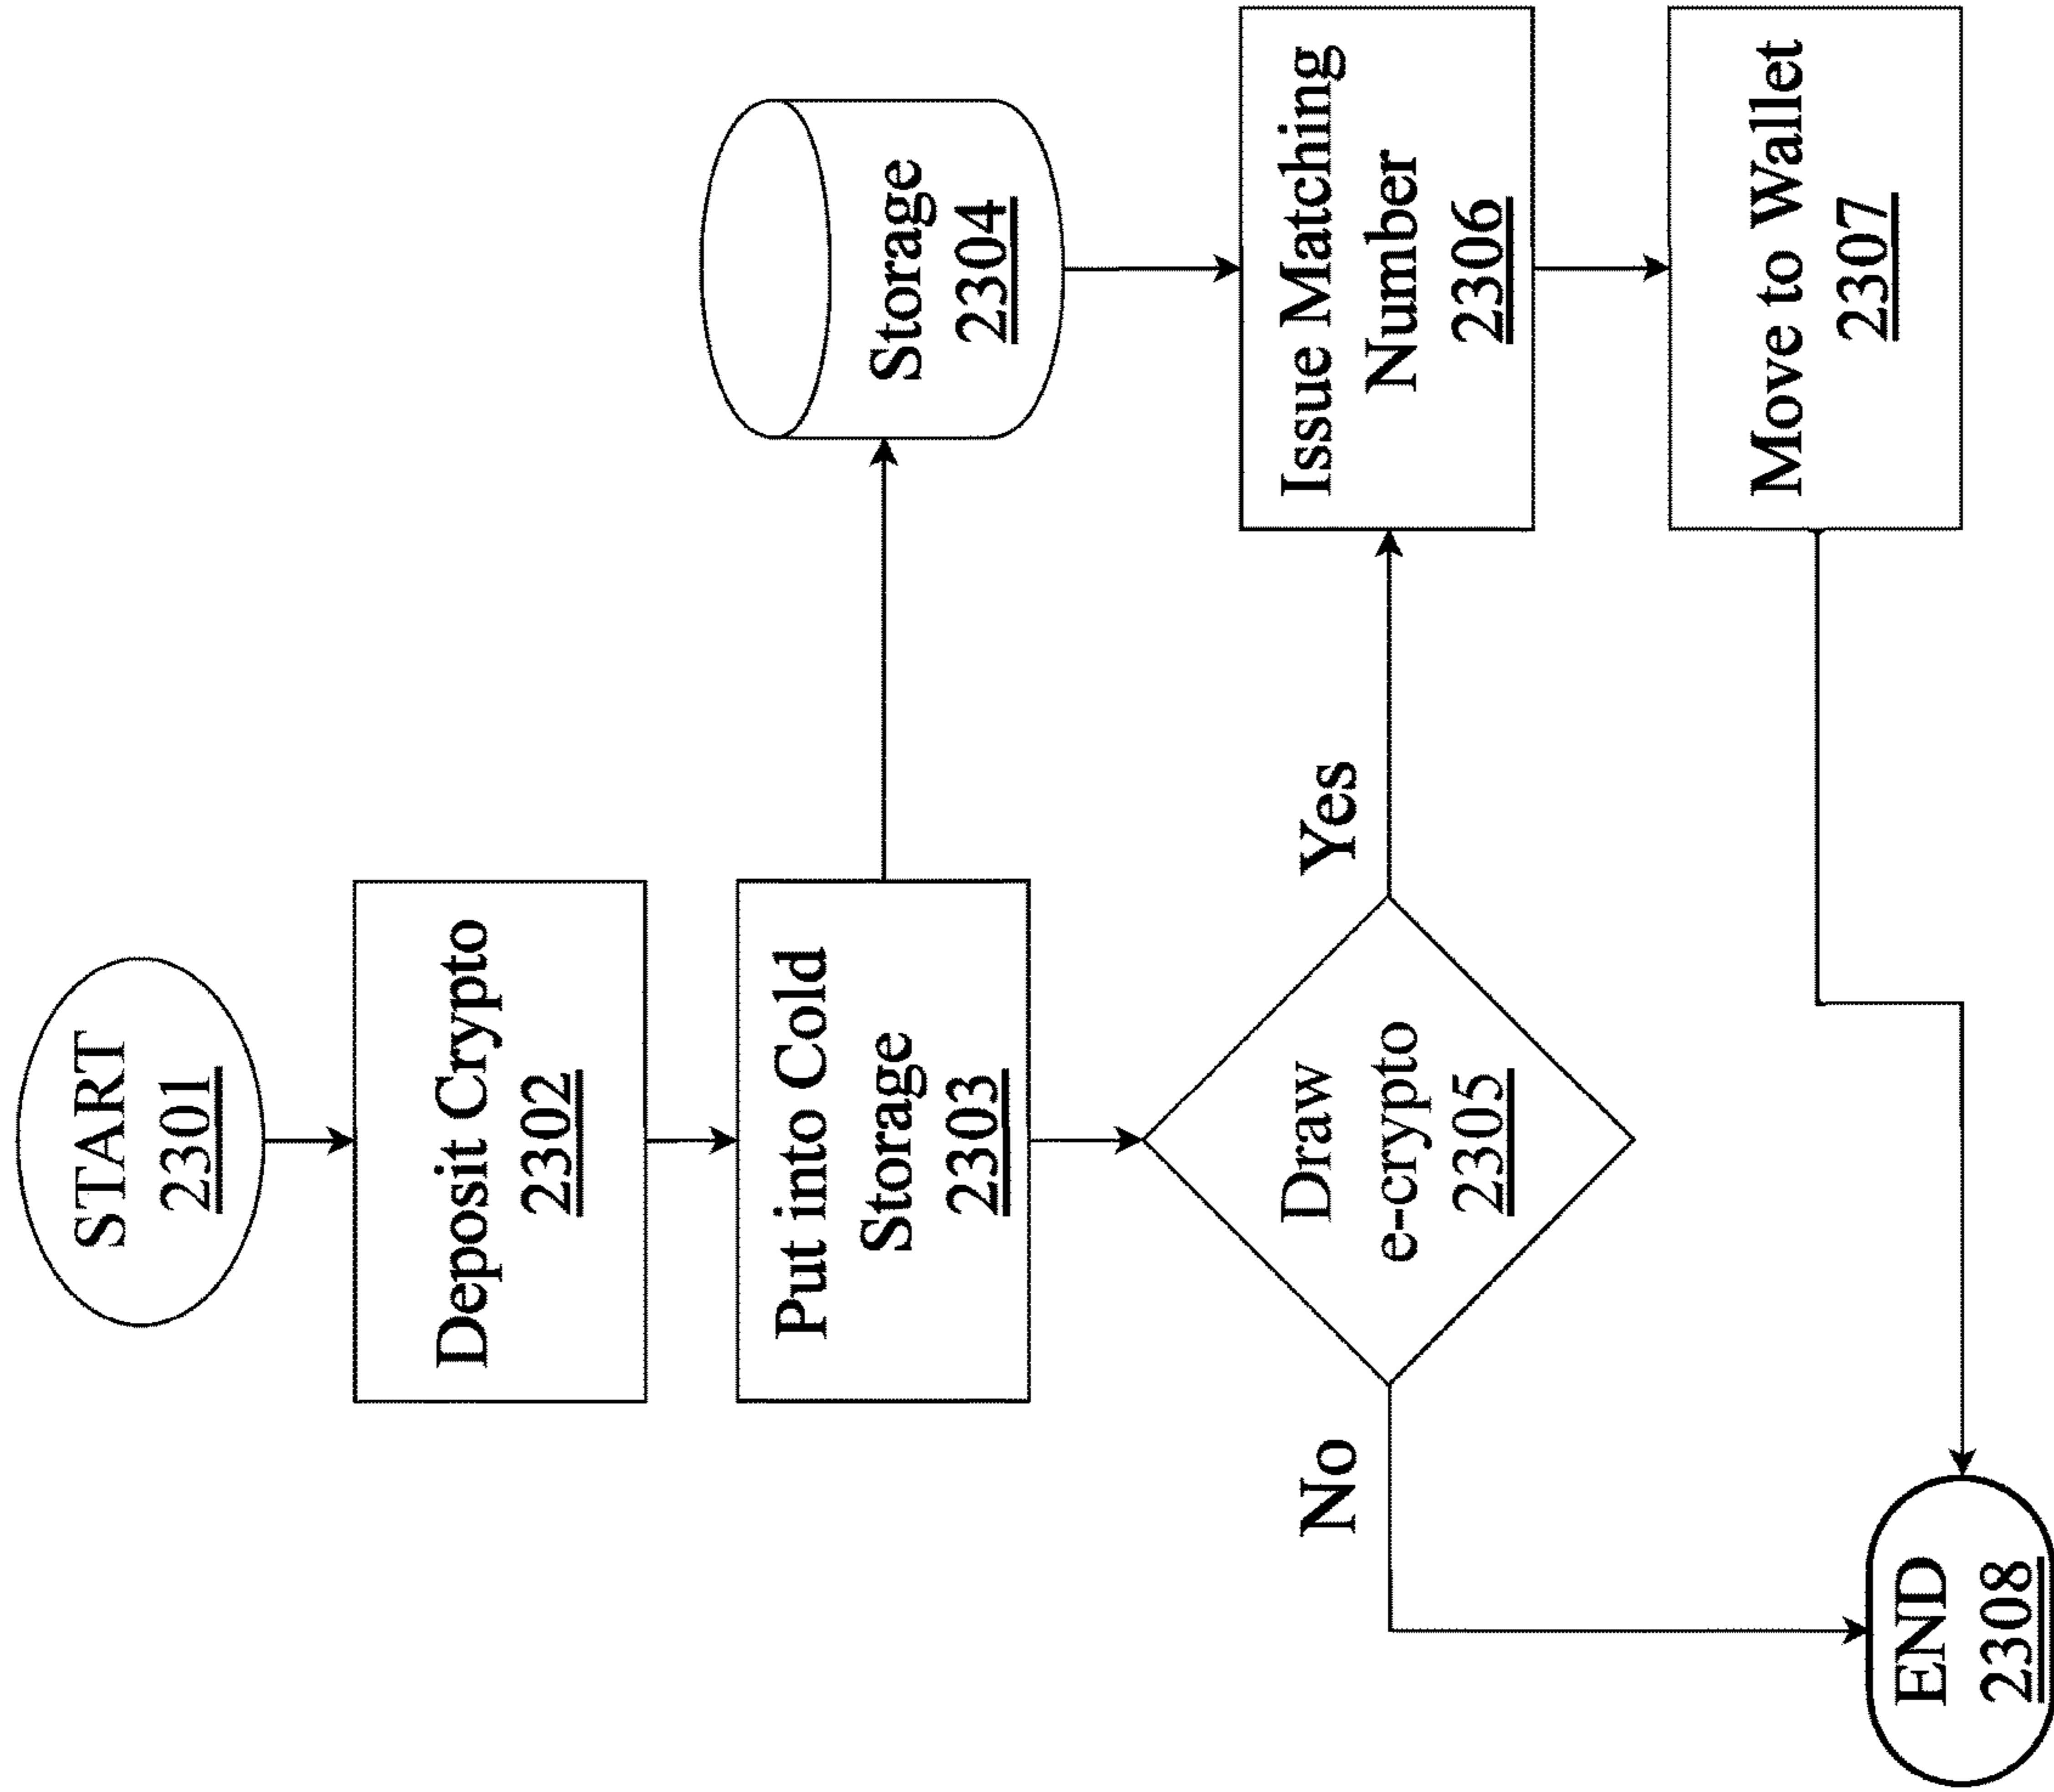 START
2301
Deposit Crypto
2302
Put into Cold
Storage
2303
Storage
2304
Draw
e-crypto
2305
Yes
No
Issue Matching
Number
2306
Move to Wallet
2307
END
2308